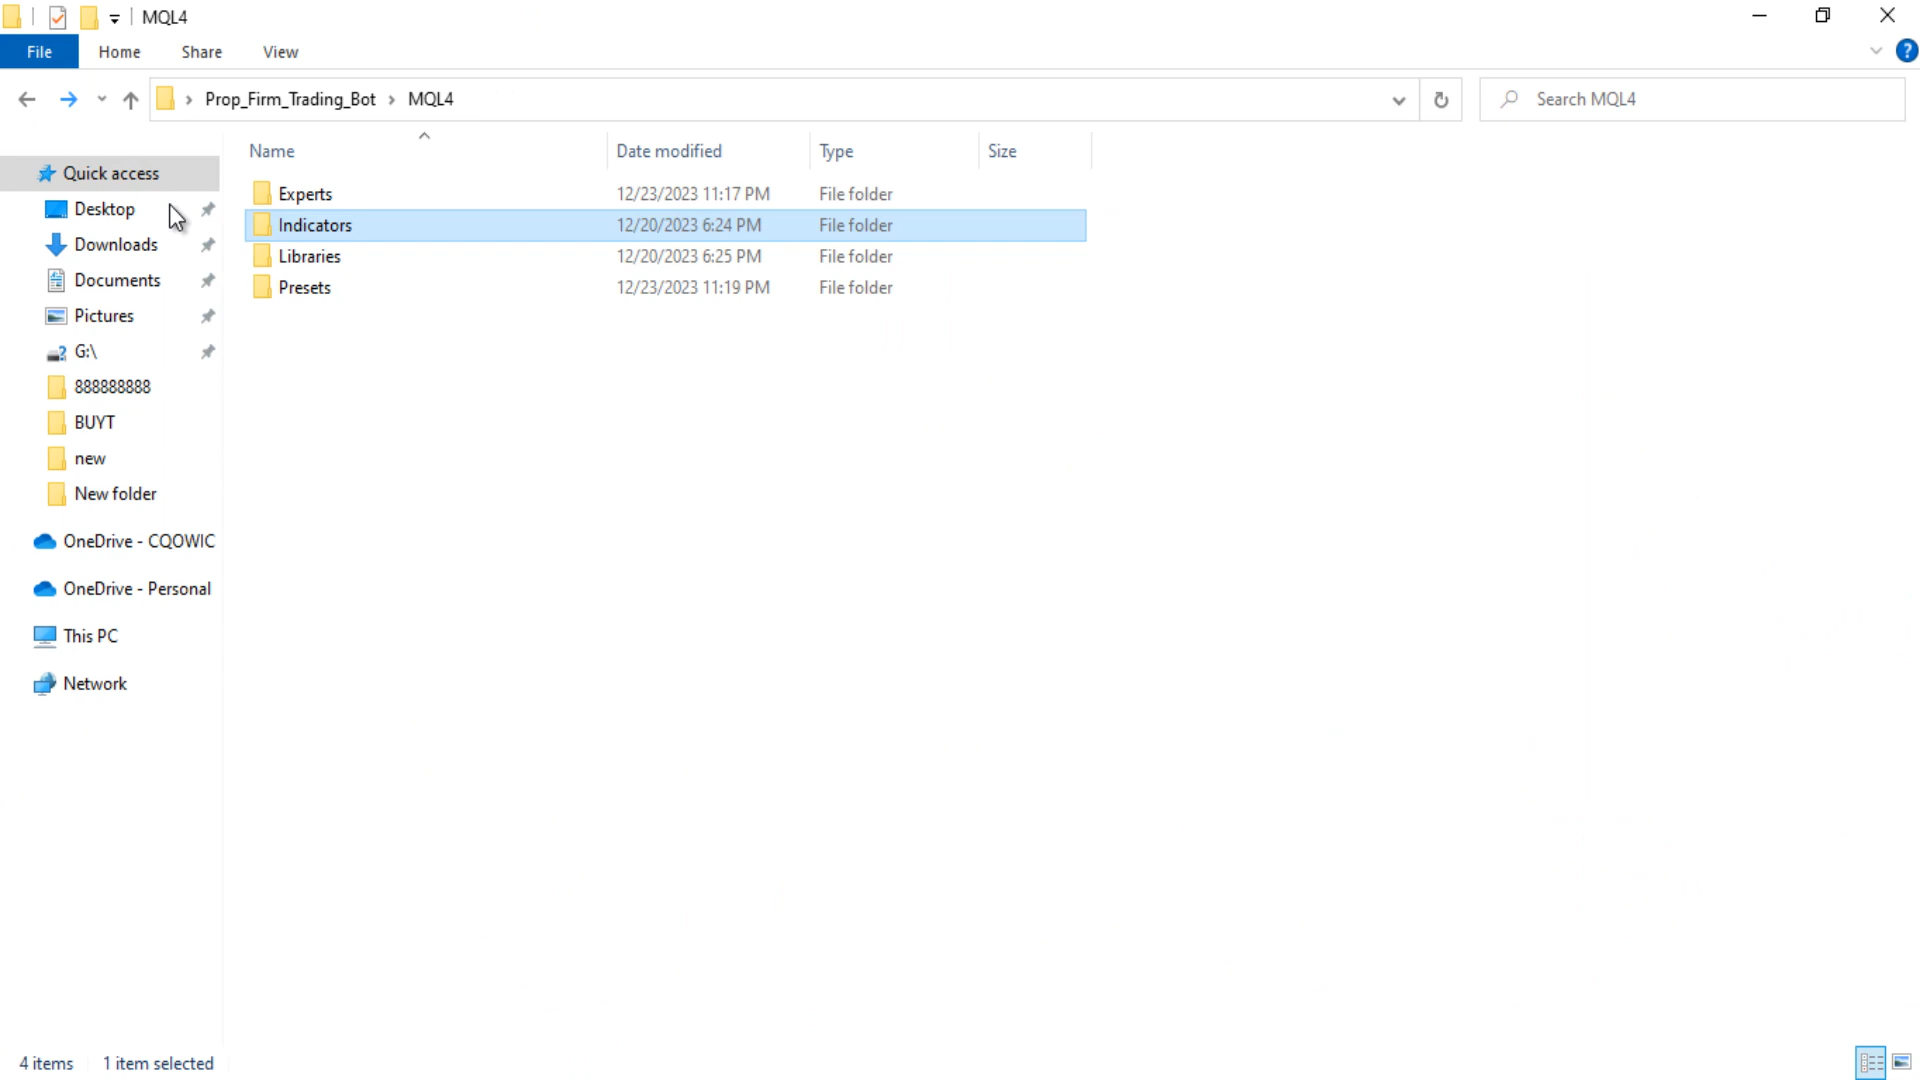 MQL4
File Home Share View
Prop_Firm_Trading_Bot > MQL4
Search MQL4
Name Date modified Type Size
Quick access
Desktop
Downloads
Documents
Pictures
G:\
888888888
BUYT
new
New folder
OneDrive - CQOWIC
OneDrive - Personal
This PC
Network
Experts 12/23/2023 11:17 PM File folder
Indicators 12/20/2023 6:24 PM File folder
Libraries 12/20/2023 6:25 PM File folder
Presets 12/23/2023 11:19 PM File folder
4 items 1 item selected